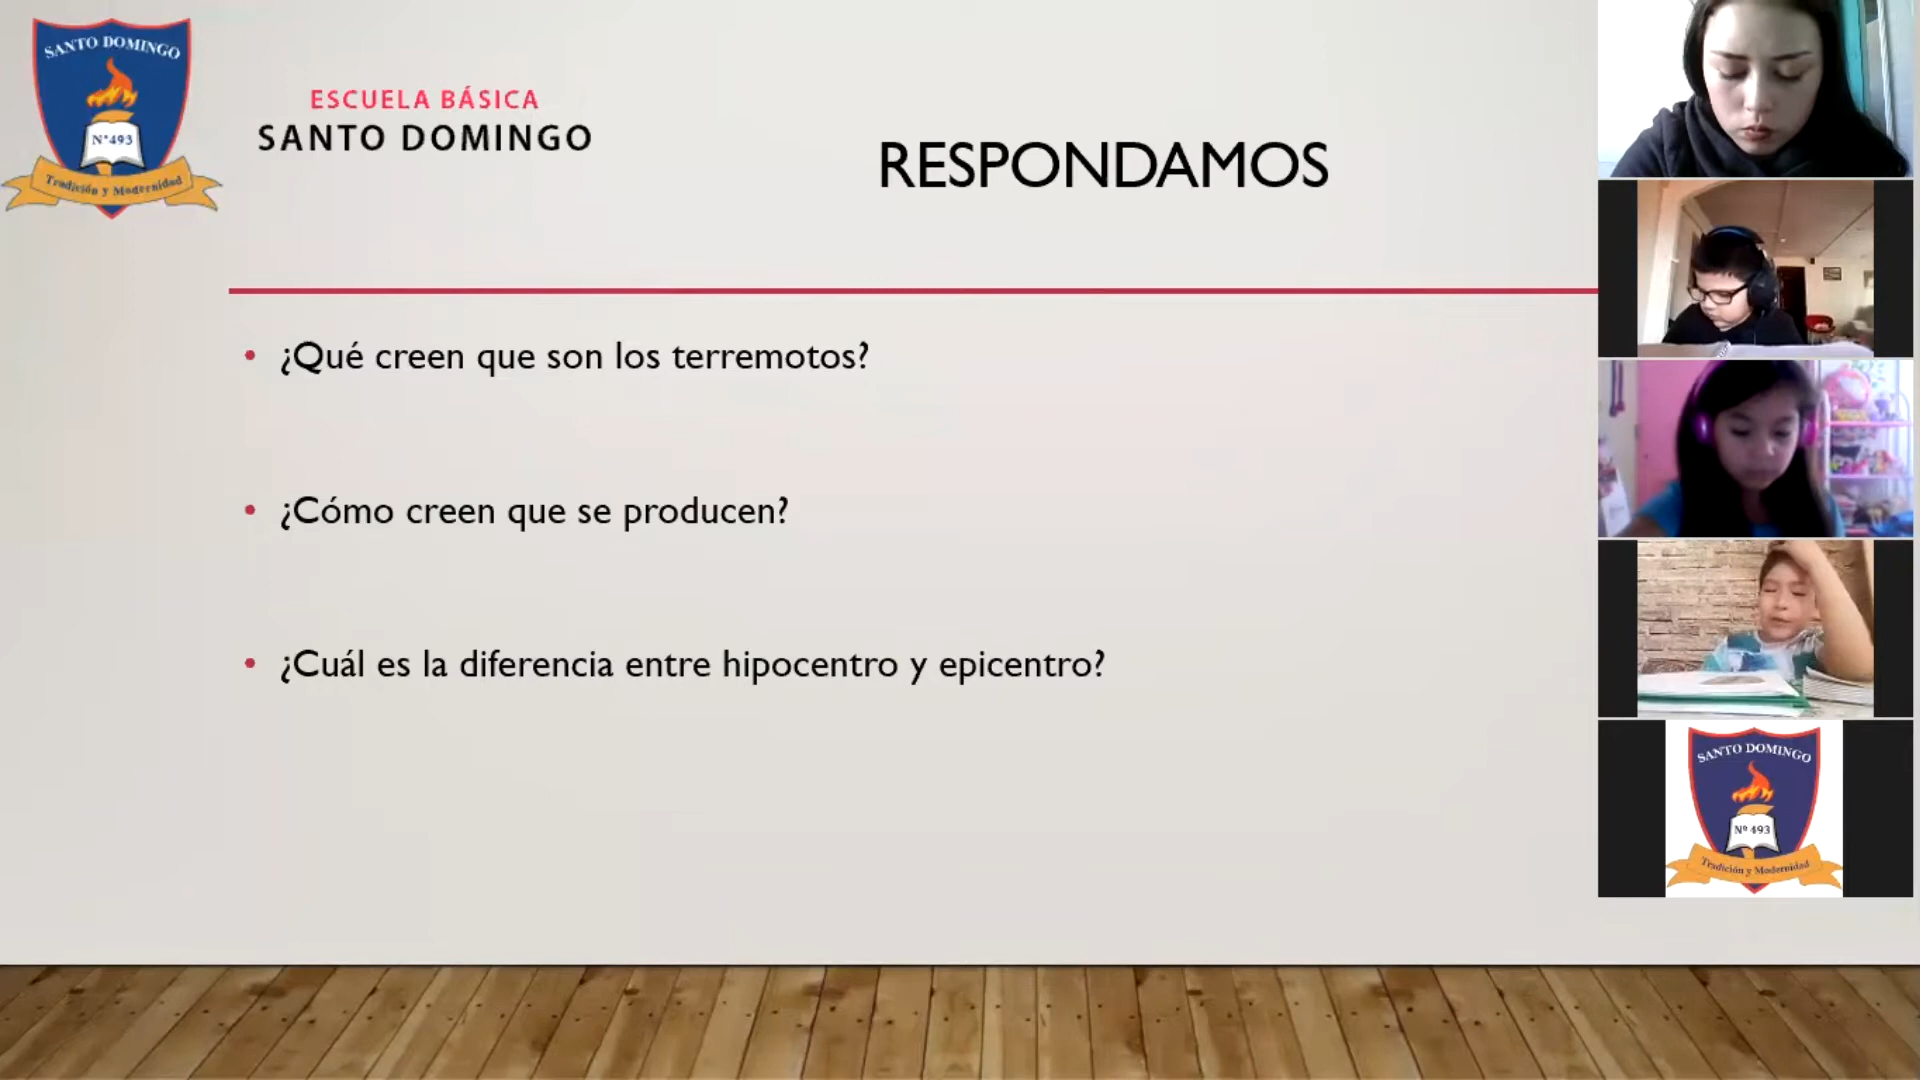 SANTO DOMINGO
N°493
Tradición y Modernidad
ESCUELA BÁSICA
SANTO DOMINGO
RESPONDAMOS
• ¿Qué creen que son los terremotos?
• ¿Cómo creen que se producen?
• ¿Cuál es la diferencia entre hipocentro y epicentro?
SANTO DOMINGO
Nº 493
Tradición y Modernidad